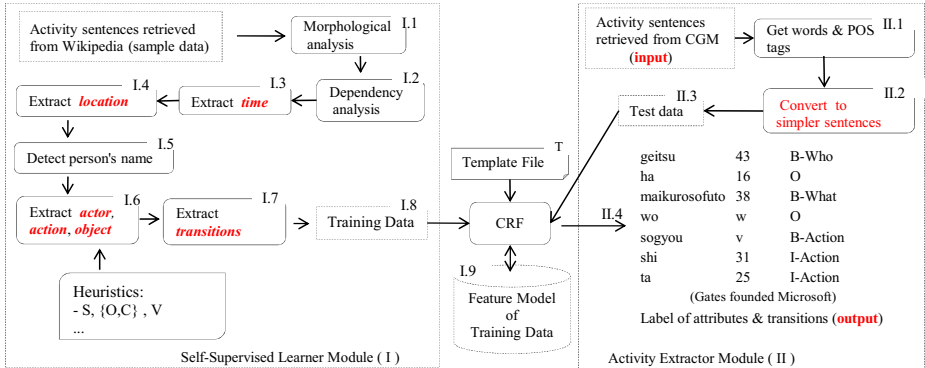 Activity sentences retrieved
from Wikipedia (sample data)
I.1
Morphological
analysis
I.2
Dependency
analysis
I.3
Extract time
I.4
Extract location
I.5
Detect person's name
I.6
Extract actor,
action, object
I.7
Extract
transitions
I.8
Training Data
Heuristics:
- S, {O,C} , V
...
Self-Supervised Learner Module ( I )
T
Template File
CRF
I.9
Feature Model
of
Training Data
Activity sentences
retrieved from CGM
(input)
II.1
Get words & POS
tags
II.2
Convert to
simpler sentences
II.3
Test data
II.4
geitsu 43 B-Who
ha 16 O
maikurosofuto 38 B-What
wo w O
sogyou v B-Action
shi 31 I-Action
ta 25 I-Action
(Gates founded Microsoft)
Label of attributes & transitions (output)
Activity Extractor Module ( II )